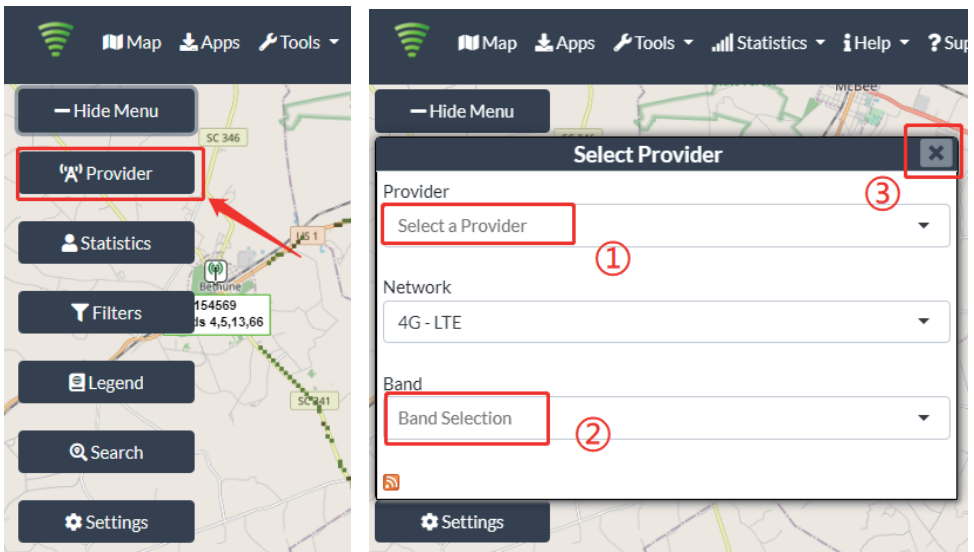 Map Apps Tools
Hide Menu
SC 346
Provider
Statistics
US 1
Bethune
154569
ds 4,5,13,66
Filters
Legend
SC 341
Search
Settings
Map Apps Tools Statistics Help ? Sup
Hide Menu
McBee
Select Provider
③
Provider
Select a Provider
①
Network
4G - LTE
Band
Band Selection
②
Settings